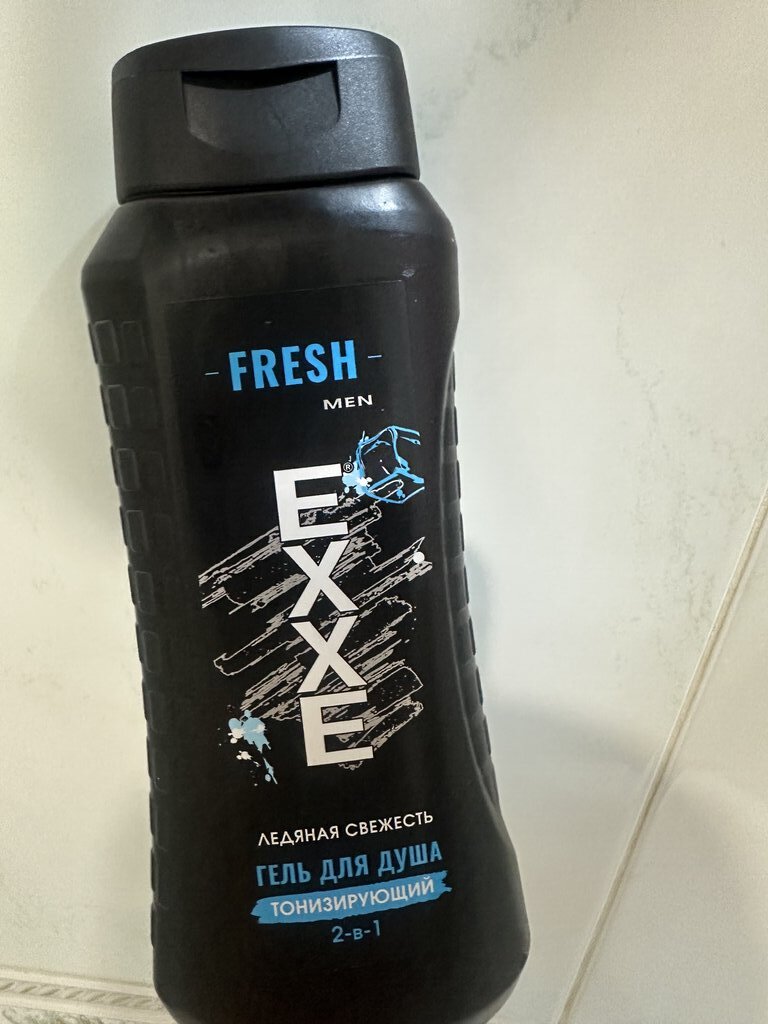 - FRESH -
MEN
EXXE®
ЛЕДЯНАЯ СВЕЖЕСТЬ
ГЕЛЬ ДЛЯ ДУША
ТОНИЗИРУЮЩИЙ
2-в-1